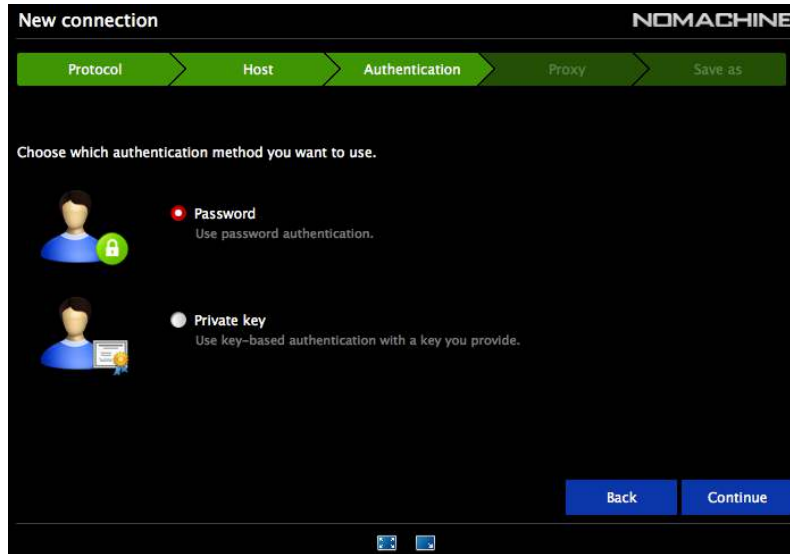 New connection
NOMACHINE
Protocol Host Authentication Proxy Save as
Choose which authentication method you want to use.
Password
Use password authentication.
Private key
Use key-based authentication with a key you provide.
Back Continue